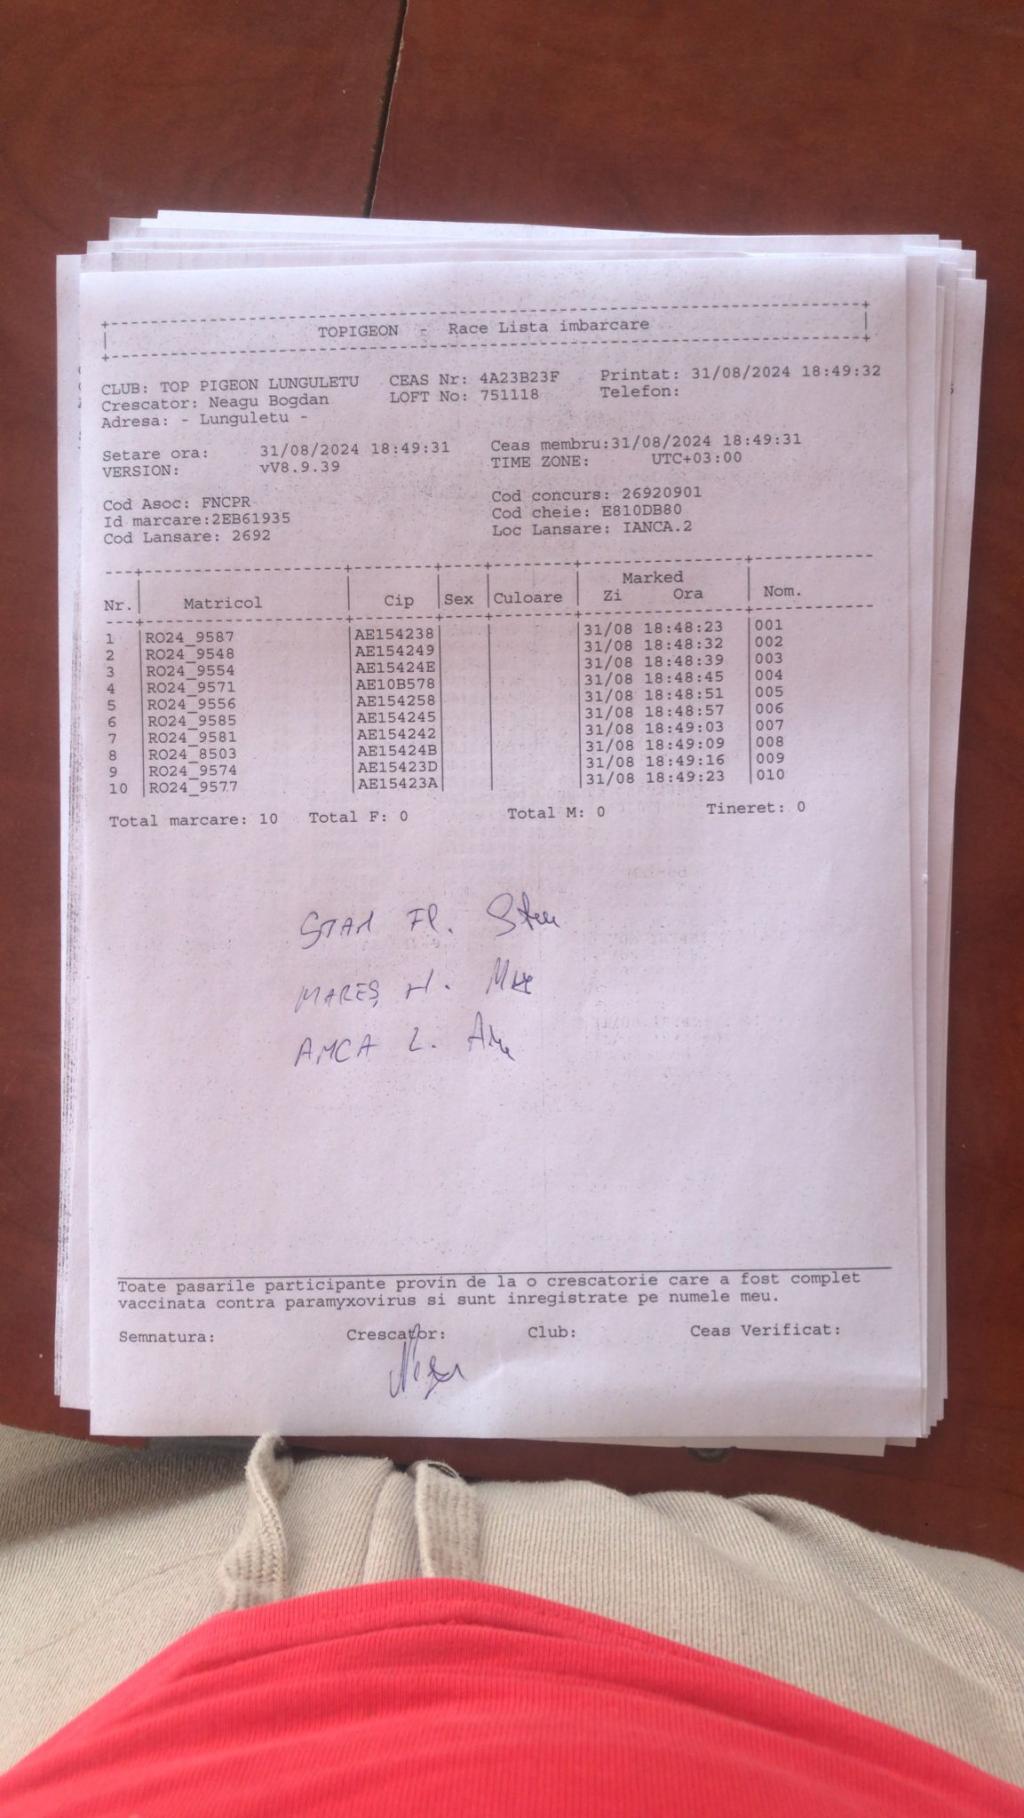 TOPIGEON - Race Lista imbarcare
CLUB: TOP PIGEON LUNGULETU CEAS Nr: 4A23B23F Printat: 31/08/2024 18:49:32
Crescator: Neagu Bogdan LOFT No: 751118 Telefon:
Adresa: - Lunguletu -
Setare ora: 31/08/2024 18:49:31 Ceas membru:31/08/2024 18:49:31
VERSION: vV8.9.39 TIME ZONE: UTC+03:00
Cod Asoc: FNCPR Cod concurs: 26920901
Id marcare:2EB61935 Cod cheie: E810DB80
Cod Lansare: 2692 Loc Lansare: IANCA.2
Marked
Nr. Matricol Cip Sex Culoare Zi Ora Nom.
1 RO24_9587 AE154238 31/08 18:48:23 001
2 RO24_9548 AE154249 31/08 18:48:32 002
3 RO24_9554 AE15424E 31/08 18:48:39 003
4 RO24_9571 AE10B578 31/08 18:48:45 004
5 RO24_9556 AE154258 31/08 18:48:51 005
6 RO24_9585 AE154245 31/08 18:48:57 006
7 RO24_9581 AE154242 31/08 18:49:03 007
8 RO24_8503 AE15424B 31/08 18:49:09 008
9 RO24_9574 AE15423D 31/08 18:49:16 009
10 RO24_9577 AE15423A 31/08 18:49:23 010
Total marcare: 10 Total F: 0 Total M: 0 Tineret: 0
STAN FL.
MAREȘ
AMCA L.
Toate pasarile participante provin de la o crescatorie care a fost complet
vaccinata contra paramyxovirus si sunt inregistrate pe numele meu.
Semnatura: Crescator: Club: Ceas Verificat: